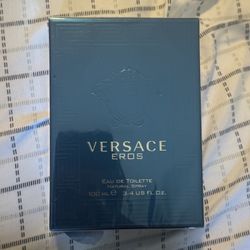 VERSACE
EROS
EAU DE TOILETTE
NATURAL SPRAY
100 ML ℮ 3.4 US FL. OZ.